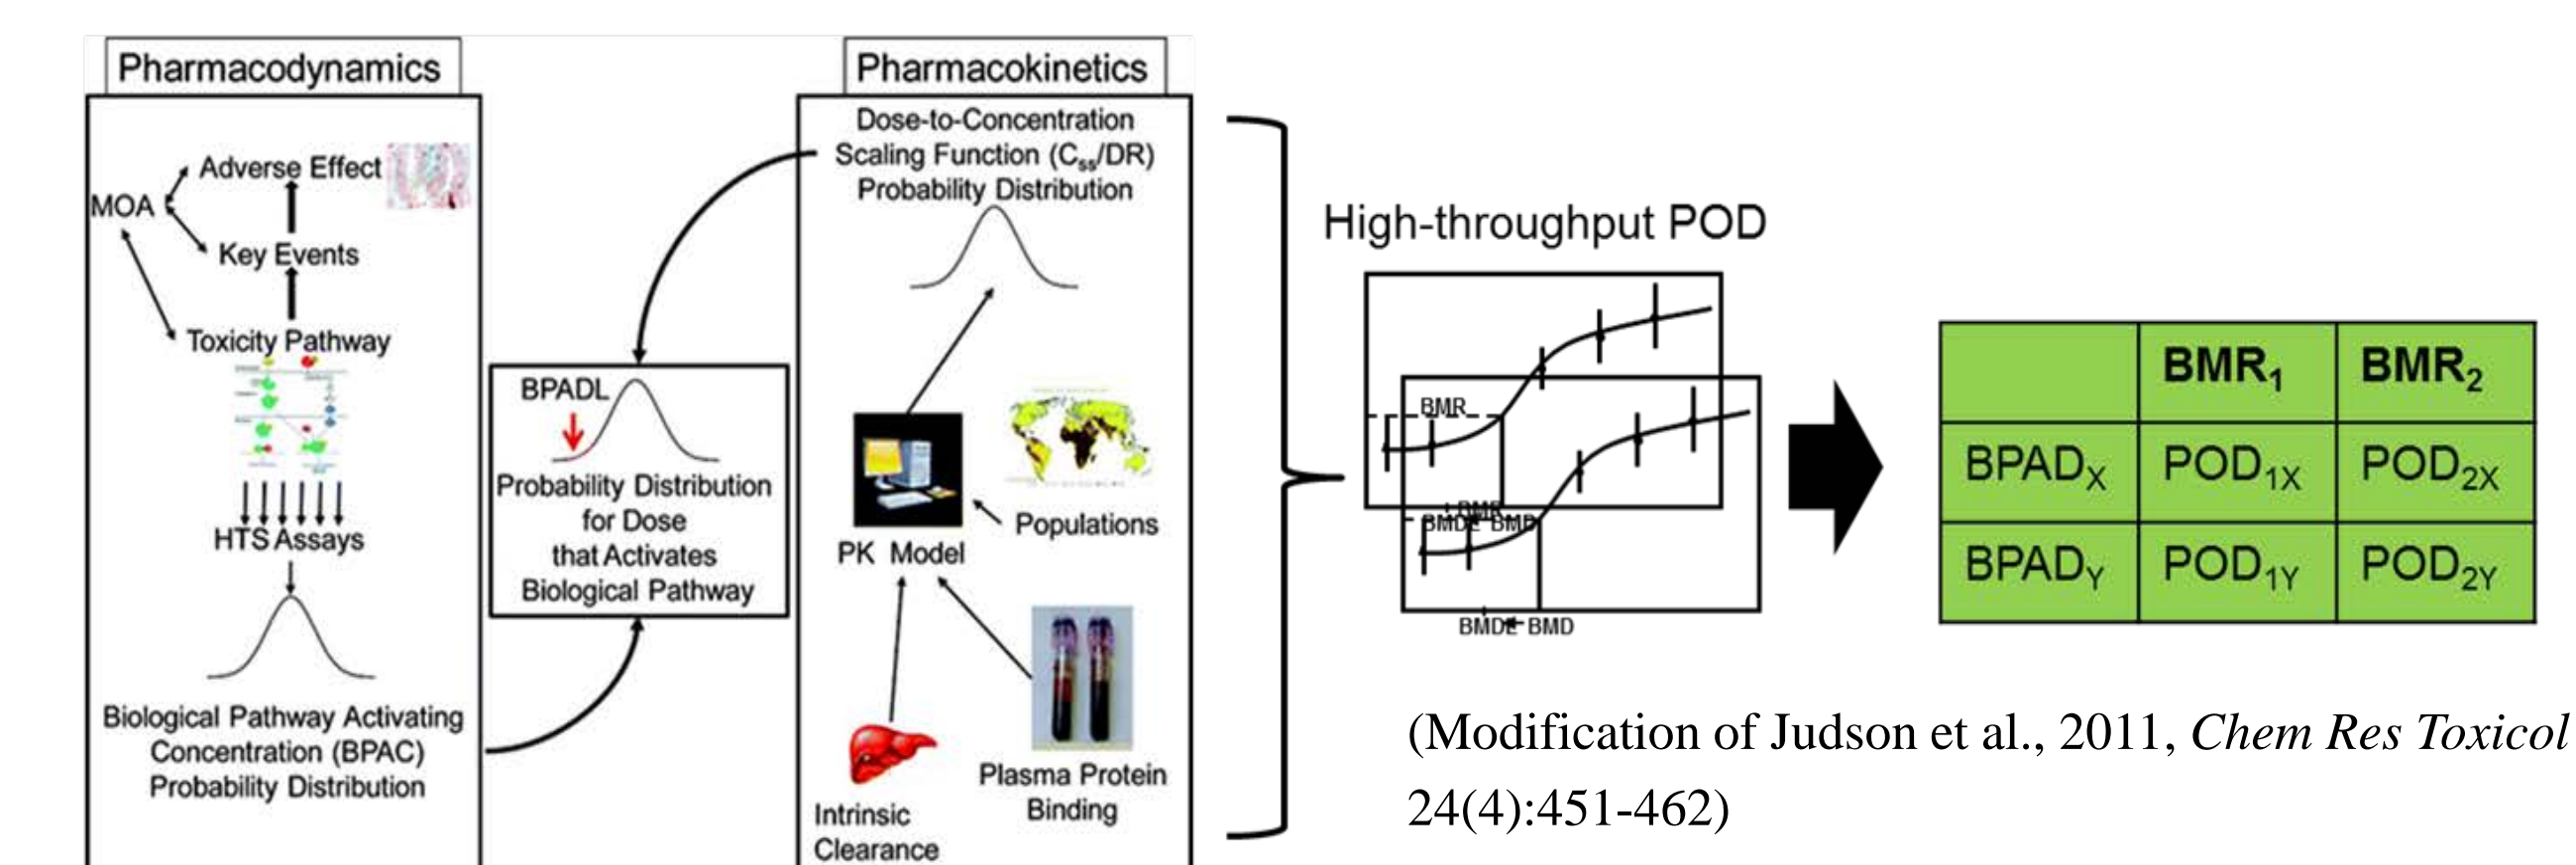 Pharmacodynamics
Adverse Effect
MOA
Key Events
Toxicity Pathway
HTS Assays
Biological Pathway Activating
Concentration (BPAC)
Probability Distribution
BPADL
Probability Distribution
for Dose
that Activates
Biological Pathway
Pharmacokinetics
Dose-to-Concentration
Scaling Function (Css/DR)
Probability Distribution
Populations
PK Model
Plasma Protein
Binding
Intrinsic
Clearance
High-throughput POD
BMR
BMR
BMDL BMD
BMDL BMD
BMR1 BMR2
BPADX POD1X POD2X
BPADY POD1Y POD2Y
(Modification of Judson et al., 2011, Chem Res Toxicol
24(4):451-462)